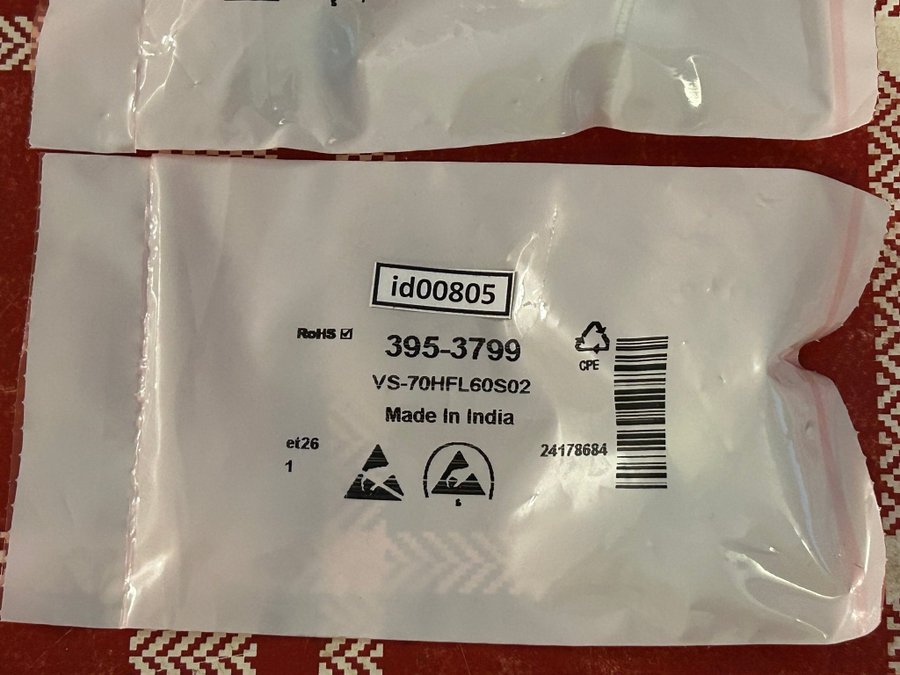 id00805
RoHS ☑
395-3799
VS-70HFL60S02
Made In India
CPE
et26
1
24178684